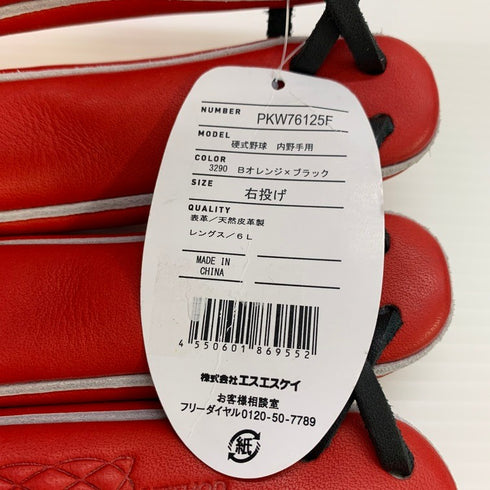 NUMBER PKW76125F
MODEL 硬式野球 内野手用
COLOR 3290 Bオレンジ×ブラック
SIZE 右投げ
QUALITY
表革/天然皮革製
レングス/6L
MADE IN
CHINA
4 550601 869552
株式会社エスエスケイ
お客様相談室
フリーダイヤル0120-50-7789
紙